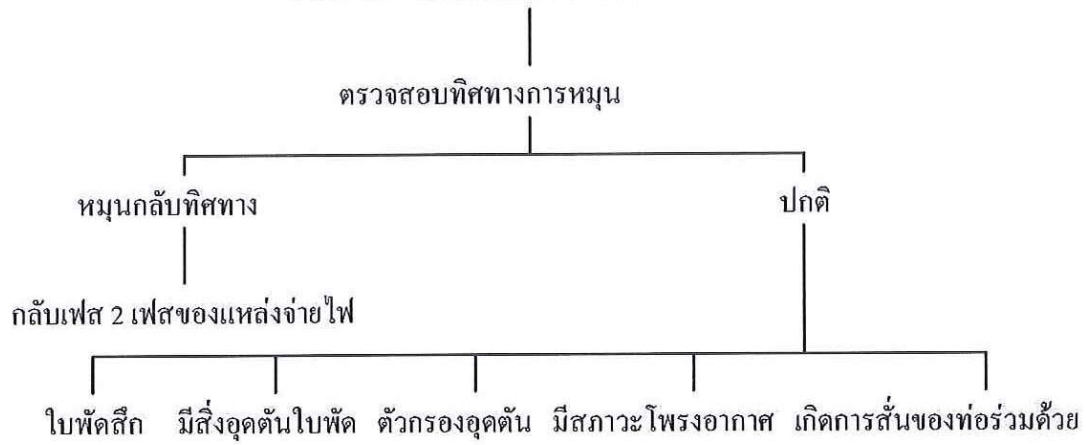 ตรวจสอบทิศทางการหมุน
หมุนกลับทิศทาง ปกติ
กลับเฟส 2 เฟสของแหล่งจ่ายไฟ
ใบพัดสึก มีสิ่งอุดตันใบพัด ตัวกรองอุดตัน มีสภาวะโพรงอากาศ เกิดการสั่นของท่อร่วมด้วย